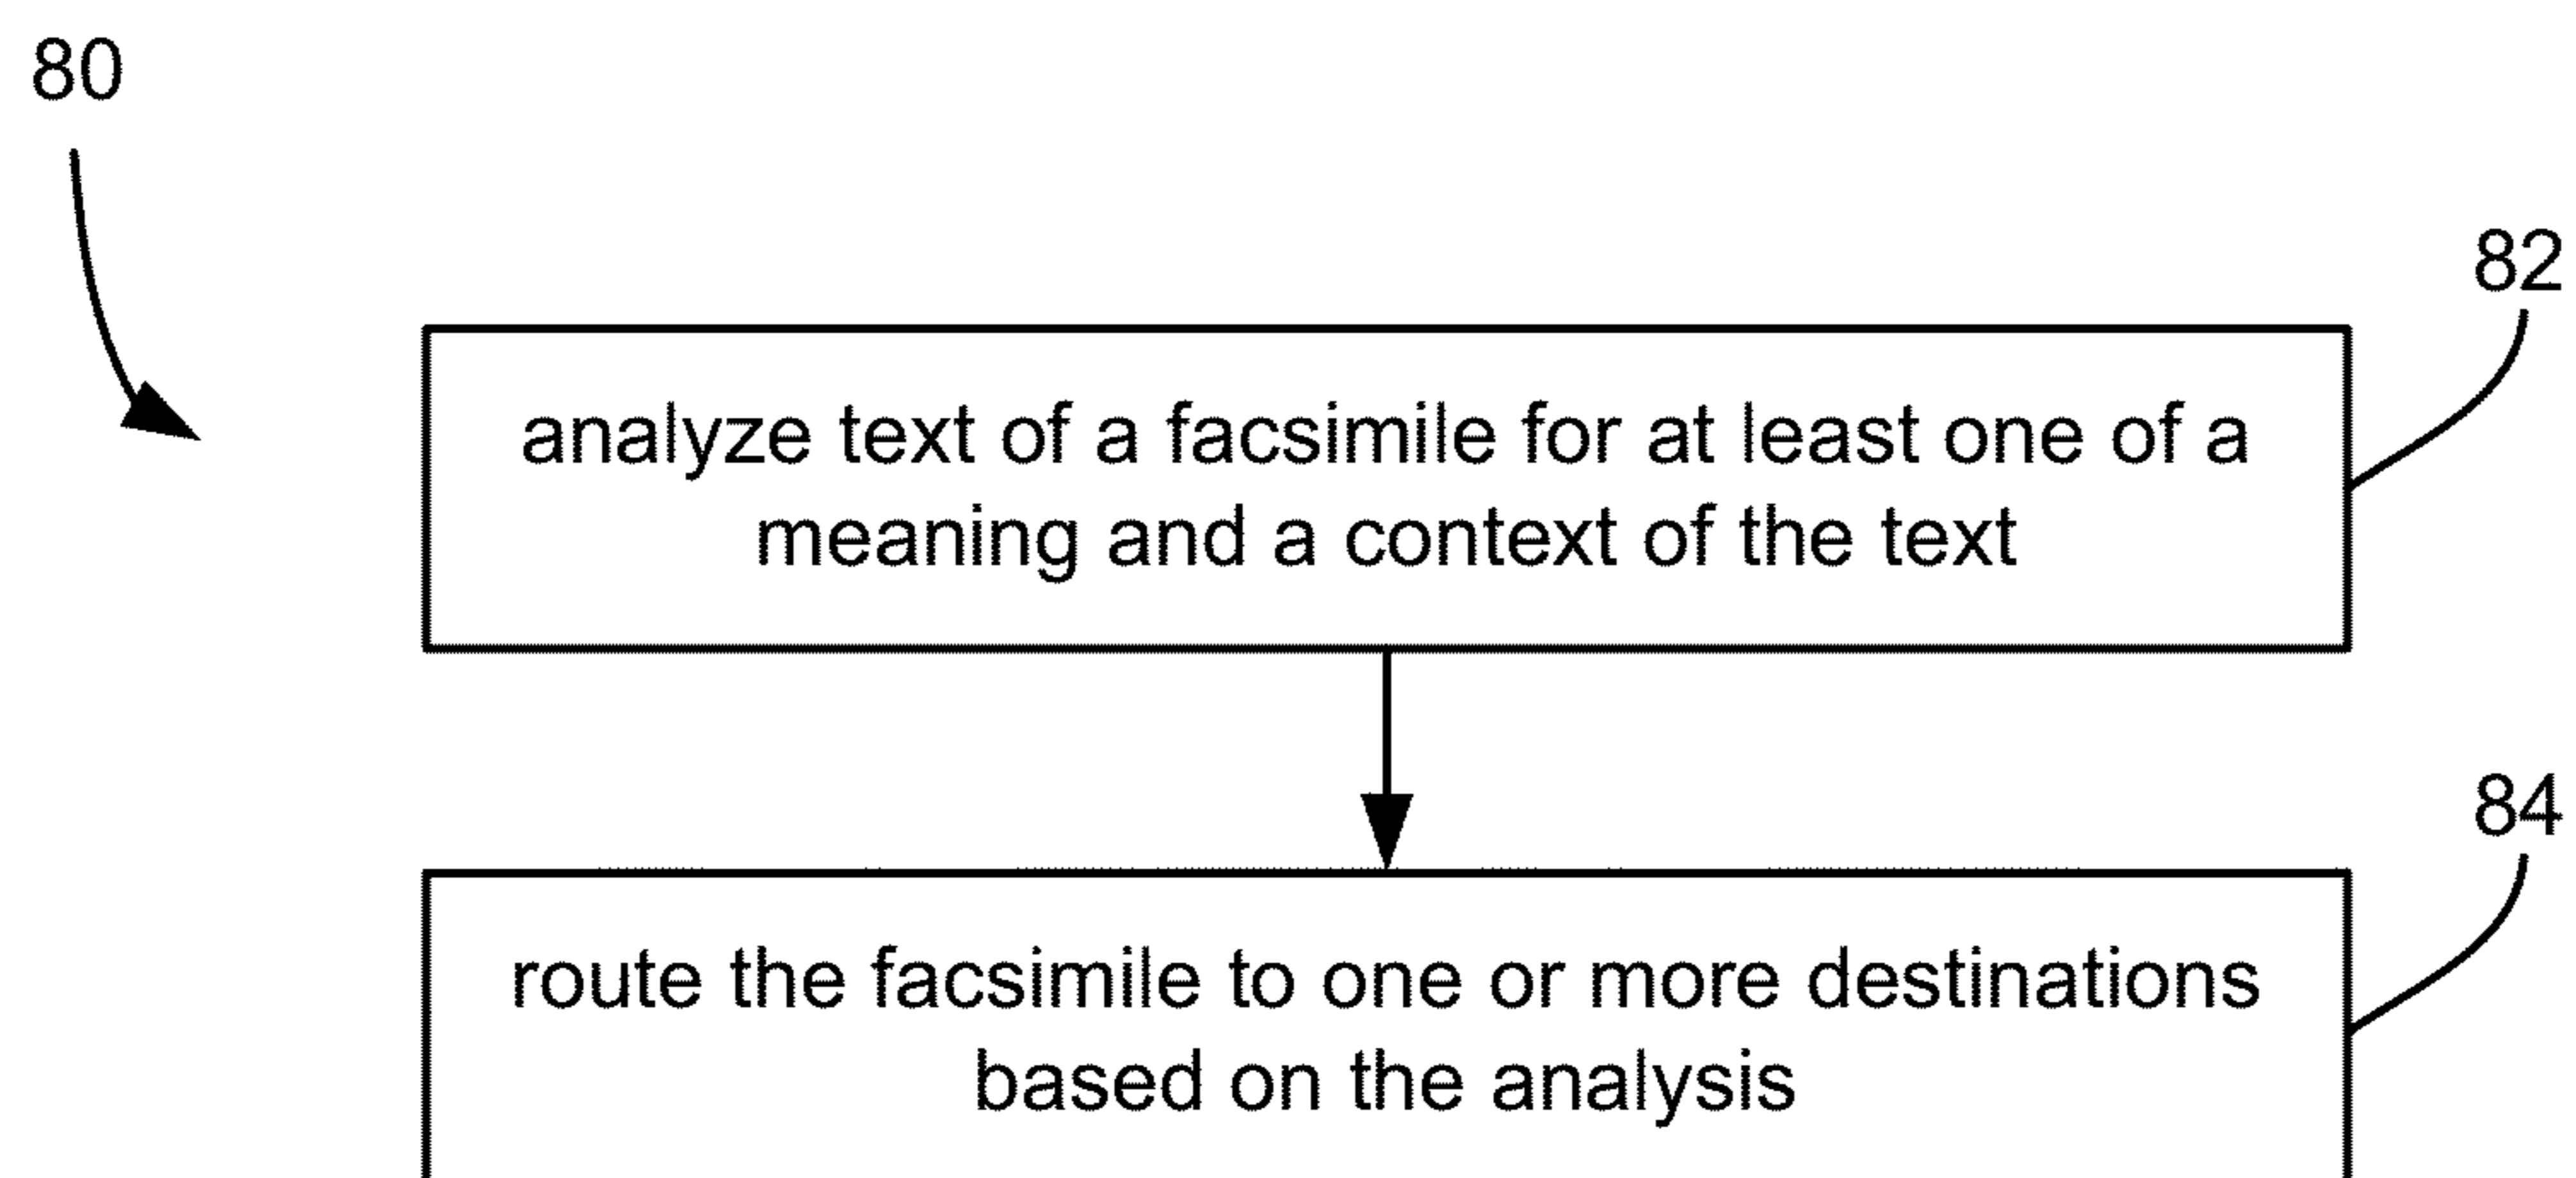 80
82
analyze text of a facsimile for at least one of a
meaning and a context of the text
84
route the facsimile to one or more destinations
based on the analysis